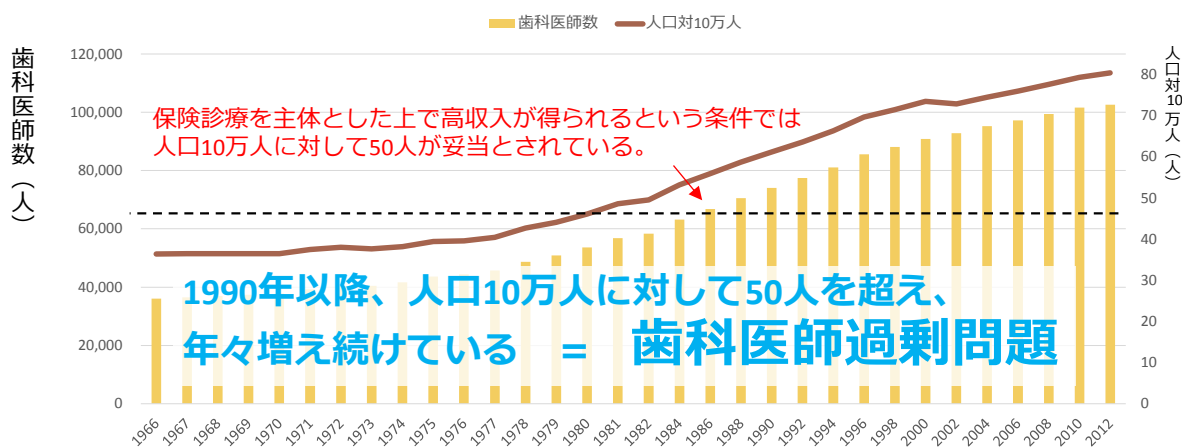 歯科医師数 人口対10万人
歯科医師数（人）
人口対10万人（人）
120,000
100,000
80,000
60,000
40,000
20,000
0
80
70
60
50
40
30
20
10
0
保険診療を主体とした上で高収入が得られるという条件では
人口10万人に対して50人が妥当とされている。
1990年以降、人口10万人に対して50人を超え、
年々増え続けている = 歯科医師過剰問題
1966 1967 1968 1969 1970 1971 1972 1973 1974 1975 1976 1977 1978 1979 1980 1981 1982 1984 1986 1988 1990 1992 1994 1996 1998 2000 2002 2004 2006 2008 2010 2012